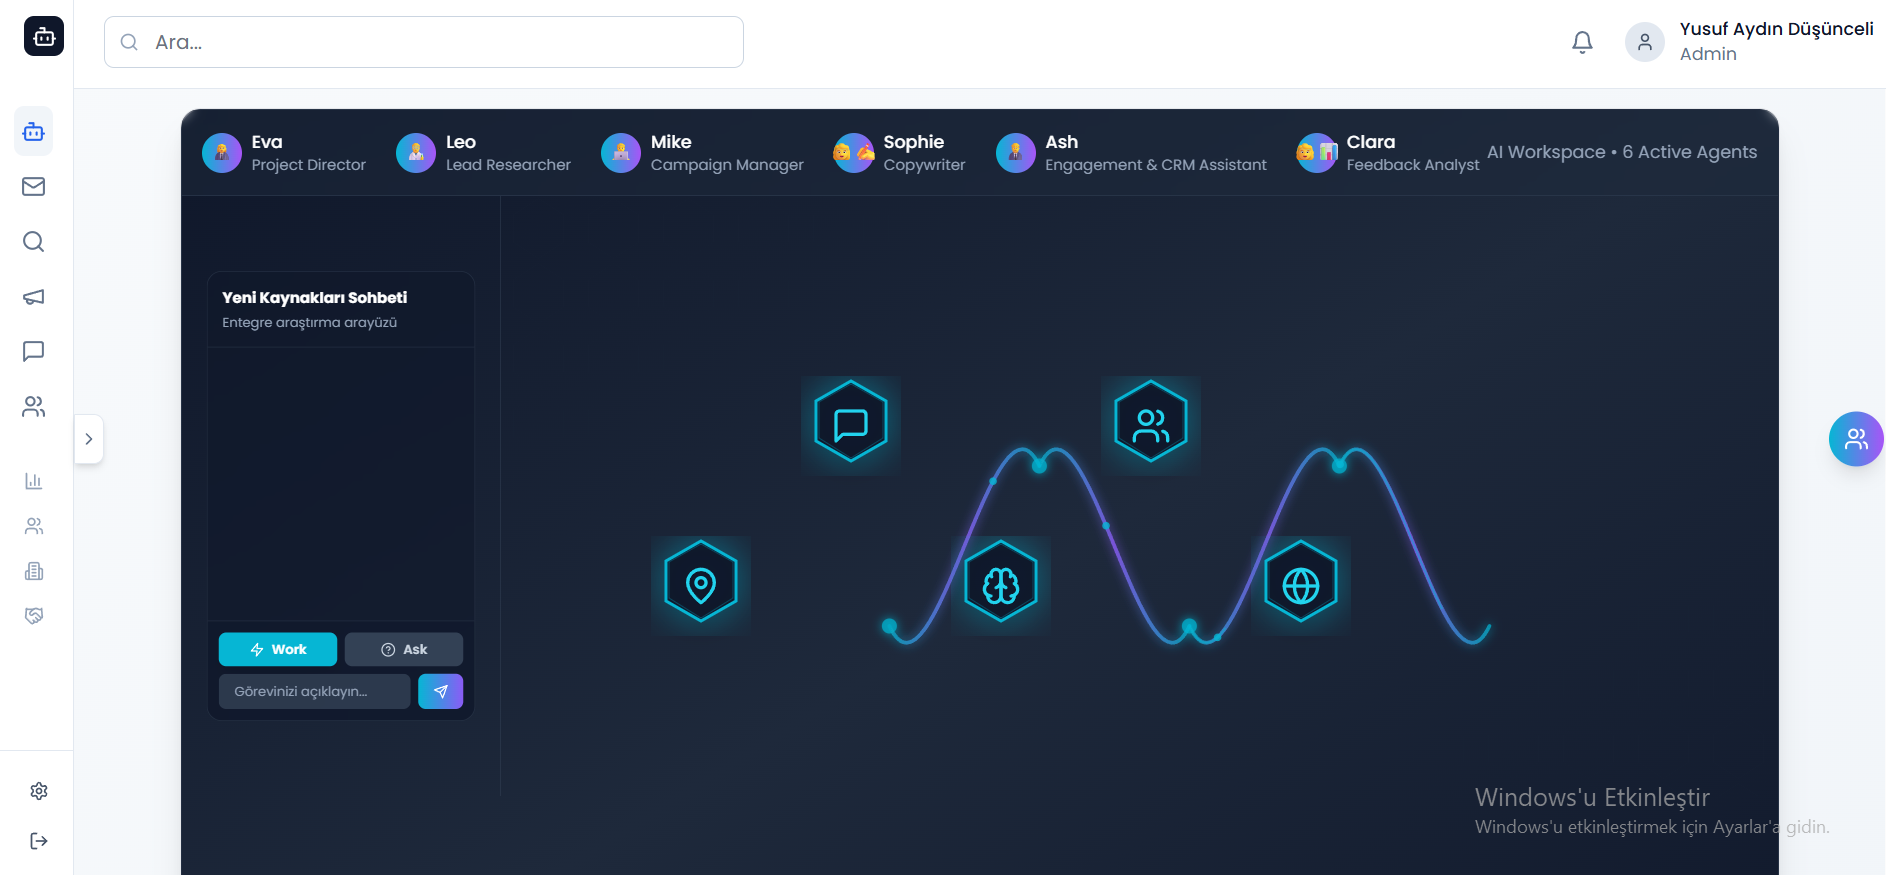 Ara...
Yusuf Aydın Düşünceli
Admin
Eva
Project Director
Leo
Lead Researcher
Mike
Campaign Manager
Sophie
Copywriter
Ash
Engagement & CRM Assistant
Clara
Feedback Analyst
AI Workspace • 6 Active Agents
Yeni Kaynakları Sohbeti
Entegre araştırma arayüzü
Work
Ask
Görevinizi açıklayın...
Windows'u Etkinleştir
Windows'u etkinleştirmek için Ayarlar'a gidin.